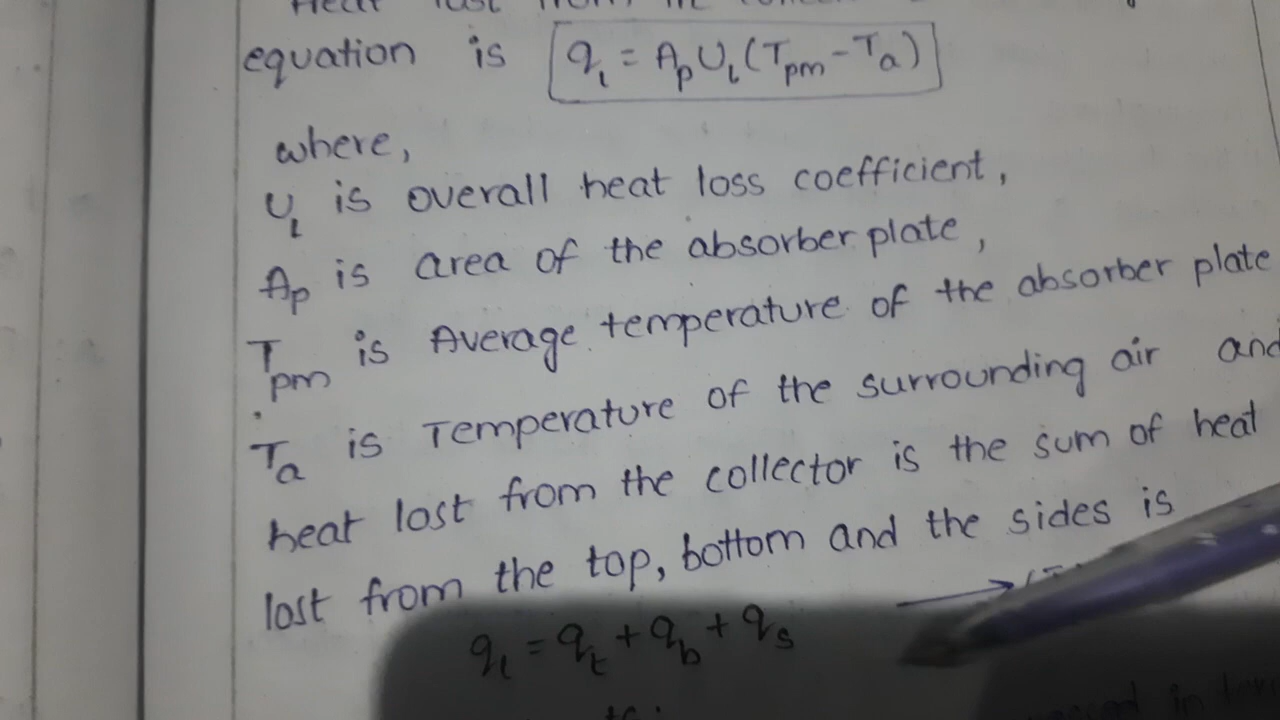 equation is q_l = A_p U_l (T_pm - T_a)
where,
U_l is overall heat loss coefficient,
A_p is area of the absorber plate,
T_pm is Average temperature of the absorber plate
T_a is Temperature of the surrounding air and
heat lost from the collector is the sum of heat
lost from the top, bottom and the sides is
q_l = q_t + q_b + q_s